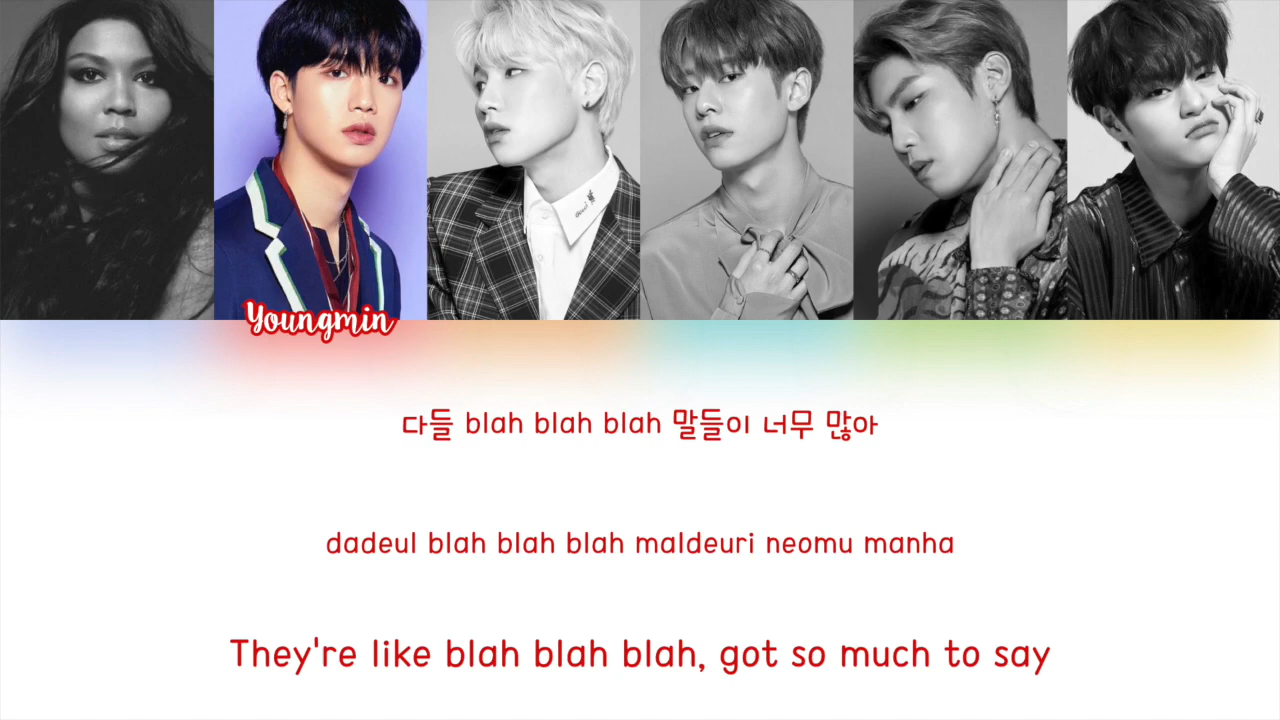 Youngmin
다들 blah blah blah 말들이 너무 많아
dadeul blah blah blah maldeuri neomu manha
They're like blah blah blah, got so much to say